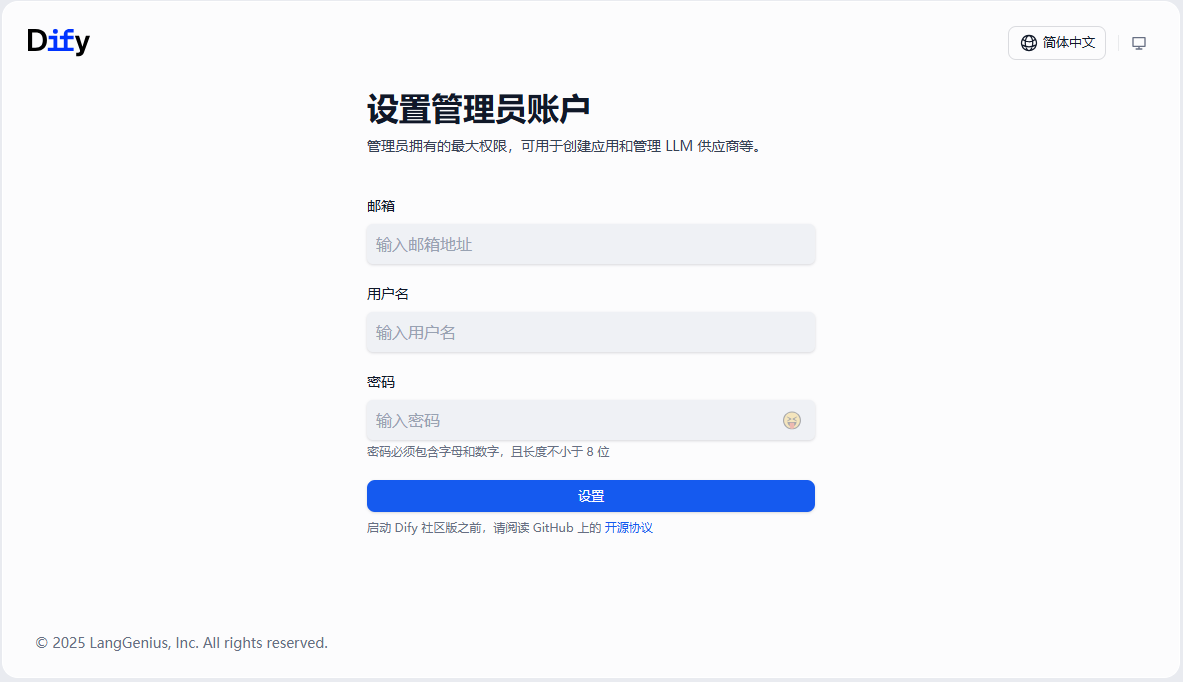 Dify
简体中文
设置管理员账户
管理员拥有的最大权限，可用于创建应用和管理 LLM 供应商等。
邮箱
输入邮箱地址
用户名
输入用户名
密码
输入密码
密码必须包含字母和数字，且长度不小于 8 位
设置
启动 Dify 社区版之前，请阅读 GitHub 上的 开源协议
© 2025 LangGenius, Inc. All rights reserved.